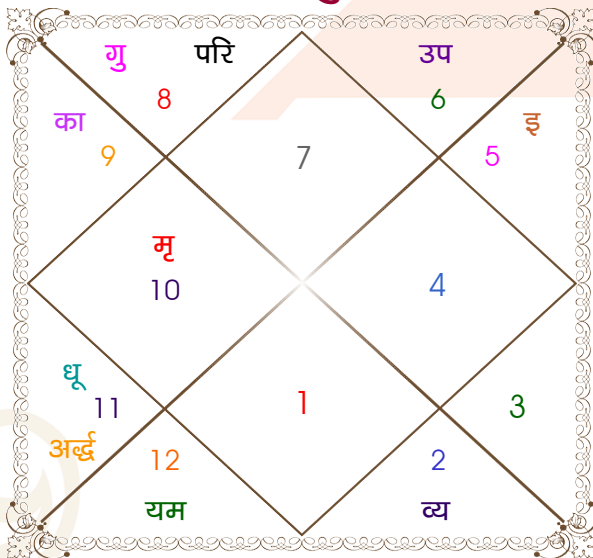 गु परि उप
8 6
का इ
9 7 5
मृ
10 4
धू
11 1 3
अर्द्ध 12 2
यम व्य